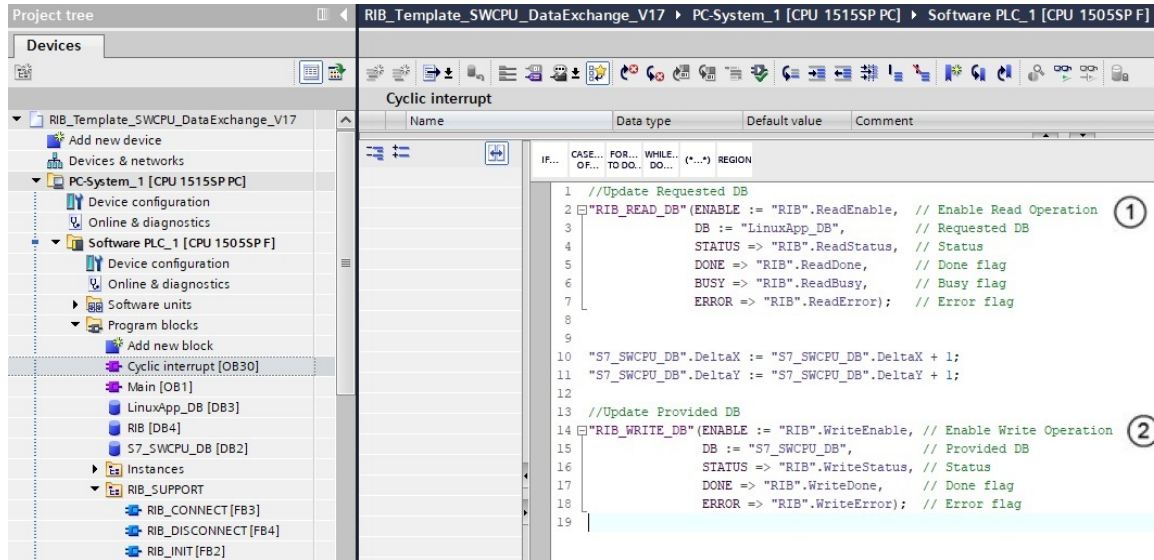 Project tree
RIB_Template_SWCPU_DataExchange_V17 ▸ PC-System_1 [CPU 1515SP PC] ▸ Software PLC_1 [CPU 1505SP F]
Devices
Cyclic interrupt
Name Data type Default value Comment
RIB_Template_SWCPU_DataExchange_V17
Add new device
Devices & networks
PC-System_1 [CPU 1515SP PC]
Device configuration
Online & diagnostics
Software PLC_1 [CPU 1505SP F]
Device configuration
Online & diagnostics
Software units
Program blocks
Add new block
Cyclic interrupt [OB30]
Main [OB1]
LinuxApp_DB [DB3]
RIB [DB4]
S7_SWCPU_DB [DB2]
Instances
RIB_SUPPORT
RIB_CONNECT [FB3]
RIB_DISCONNECT [FB4]
RIB_INIT [FB2]
IF... CASE... OF... FOR... TO DO... WHILE... DO... (*...*) REGION
1 //Update Requested DB
2 "RIB_READ_DB"(ENABLE := "RIB".ReadEnable, // Enable Read Operation 1
3 DB := "LinuxApp_DB", // Requested DB
4 STATUS => "RIB".ReadStatus, // Status
5 DONE => "RIB".ReadDone, // Done flag
6 BUSY => "RIB".ReadBusy, // Busy flag
7 ERROR => "RIB".ReadError); // Error flag
8
9
10 "S7_SWCPU_DB".DeltaX := "S7_SWCPU_DB".DeltaX + 1;
11 "S7_SWCPU_DB".DeltaY := "S7_SWCPU_DB".DeltaY + 1;
12
13 //Update Provided DB
14 "RIB_WRITE_DB"(ENABLE := "RIB".WriteEnable, // Enable Write Operation 2
15 DB := "S7_SWCPU_DB", // Provided DB
16 STATUS => "RIB".WriteStatus, // Status
17 DONE => "RIB".WriteDone, // Done flag
18 ERROR => "RIB".WriteError); // Error flag
19